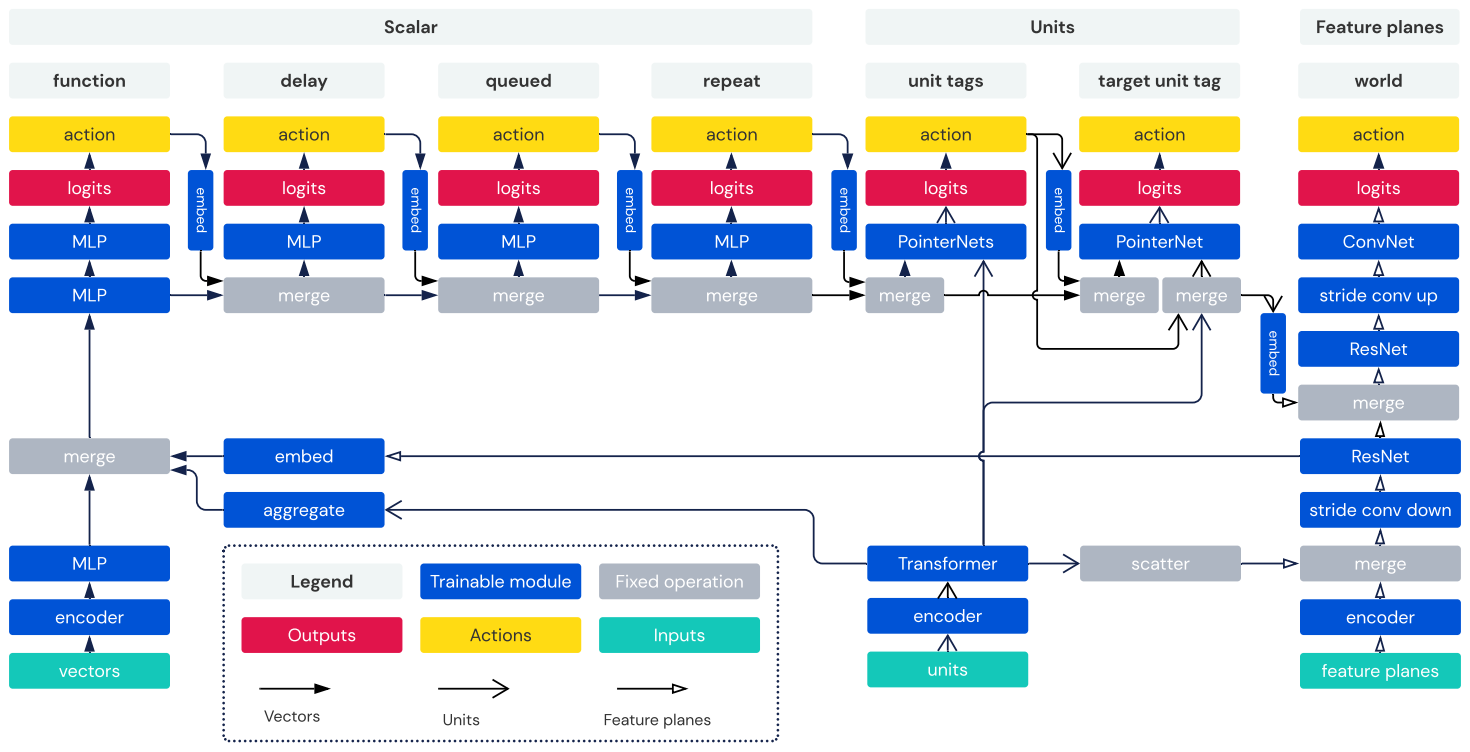 Scalar Units Feature planes
function delay queued repeat unit tags target unit tag world
action action action action action action action
logits logits logits logits logits logits logits
embed embed embed embed embed
MLP MLP MLP MLP PointerNets PointerNet ConvNet
MLP merge merge merge merge merge merge stride conv up
embed
ResNet
merge
merge embed ResNet
aggregate stride conv down
MLP Transformer scatter merge
Legend Trainable module Fixed operation
encoder encoder encoder
Outputs Actions Inputs
vectors units feature planes
Vectors Units Feature planes